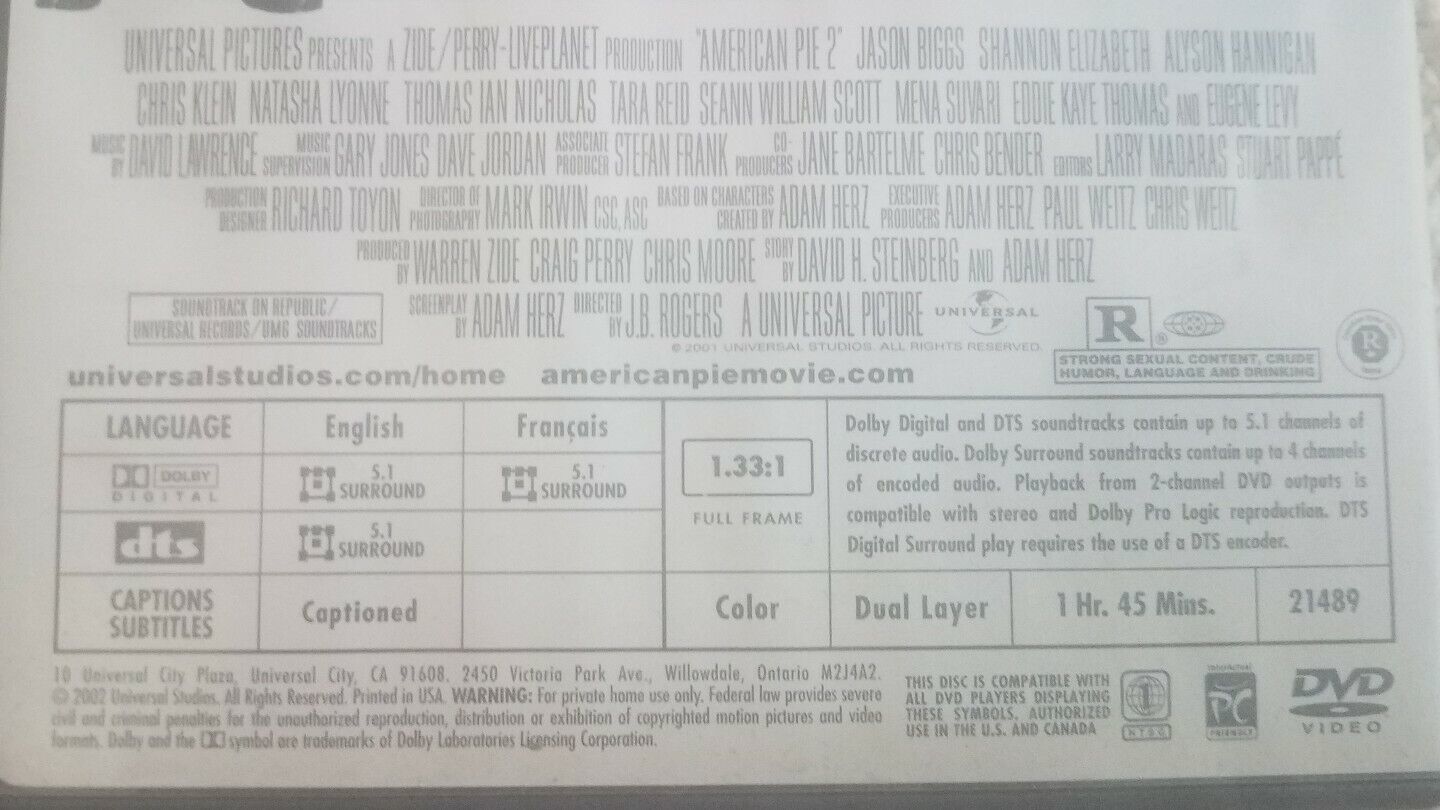 UNIVERSAL PICTURES PRESENTS A ZIDE/PERRY-LIVEPLANET PRODUCTION "AMERICAN PIE 2" JASON BIGGS SHANNON ELIZABETH ALYSON HANNIGAN
CHRIS KLEIN NATASHA LYONNE THOMAS IAN NICHOLAS TARA REID SEANN WILLIAM SCOTT MENA SUVARI EDDIE KAYE THOMAS AND EUGENE LEVY
MUSIC BY DAVID LAWRENCE MUSIC SUPERVISION GARY JONES DAVE JORDAN ASSOCIATE PRODUCER STEFAN FRANK CO-PRODUCERS JANE BARTELME CHRIS BENDER EDITORS LARRY MADARAS STUART PAPPÉ
PRODUCTION DESIGNER RICHARD TOYON DIRECTOR OF PHOTOGRAPHY MARK IRWIN CSC, ASC BASED ON CHARACTERS CREATED BY ADAM HERZ EXECUTIVE PRODUCERS ADAM HERZ PAUL WEITZ CHRIS WEITZ
PRODUCED BY WARREN ZIDE CRAIG PERRY CHRIS MOORE STORY BY DAVID H. STEINBERG AND ADAM HERZ
SOUNDTRACK ON REPUBLIC/
UNIVERSAL RECORDS/UMG SOUNDTRACKS
SCREENPLAY BY ADAM HERZ DIRECTED BY J.B. ROGERS A UNIVERSAL PICTURE UNIVERSAL
© 2001 UNIVERSAL STUDIOS. ALL RIGHTS RESERVED.
R ®
STRONG SEXUAL CONTENT, CRUDE
HUMOR, LANGUAGE AND DRINKING
R
universalstudios.com/home americanpiemovie.com
LANGUAGE English Français
DOLBY DIGITAL 5.1 SURROUND 5.1 SURROUND
dts 5.1 SURROUND
CAPTIONS SUBTITLES Captioned
1.33:1
FULL FRAME
Dolby Digital and DTS soundtracks contain up to 5.1 channels of
discrete audio. Dolby Surround soundtracks contain up to 4 channels
of encoded audio. Playback from 2-channel DVD outputs is
compatible with stereo and Dolby Pro Logic reproduction. DTS
Digital Surround play requires the use of a DTS encoder.
Color Dual Layer 1 Hr. 45 Mins. 21489
10 Universal City Plaza, Universal City, CA 91608. 2450 Victoria Park Ave., Willowdale, Ontario M2J4A2.
© 2002 Universal Studios. All Rights Reserved. Printed in USA. WARNING: For private home use only. Federal law provides severe
civil and criminal penalties for the unauthorized reproduction, distribution or exhibition of copyrighted motion pictures and video
formats. Dolby and the symbol are trademarks of Dolby Laboratories Licensing Corporation.
THIS DISC IS COMPATIBLE WITH
ALL DVD PLAYERS DISPLAYING
THESE SYMBOLS. AUTHORIZED
USE IN THE U.S. AND CANADA
1
NTSC
PC
FRIENDLY
DVD
VIDEO